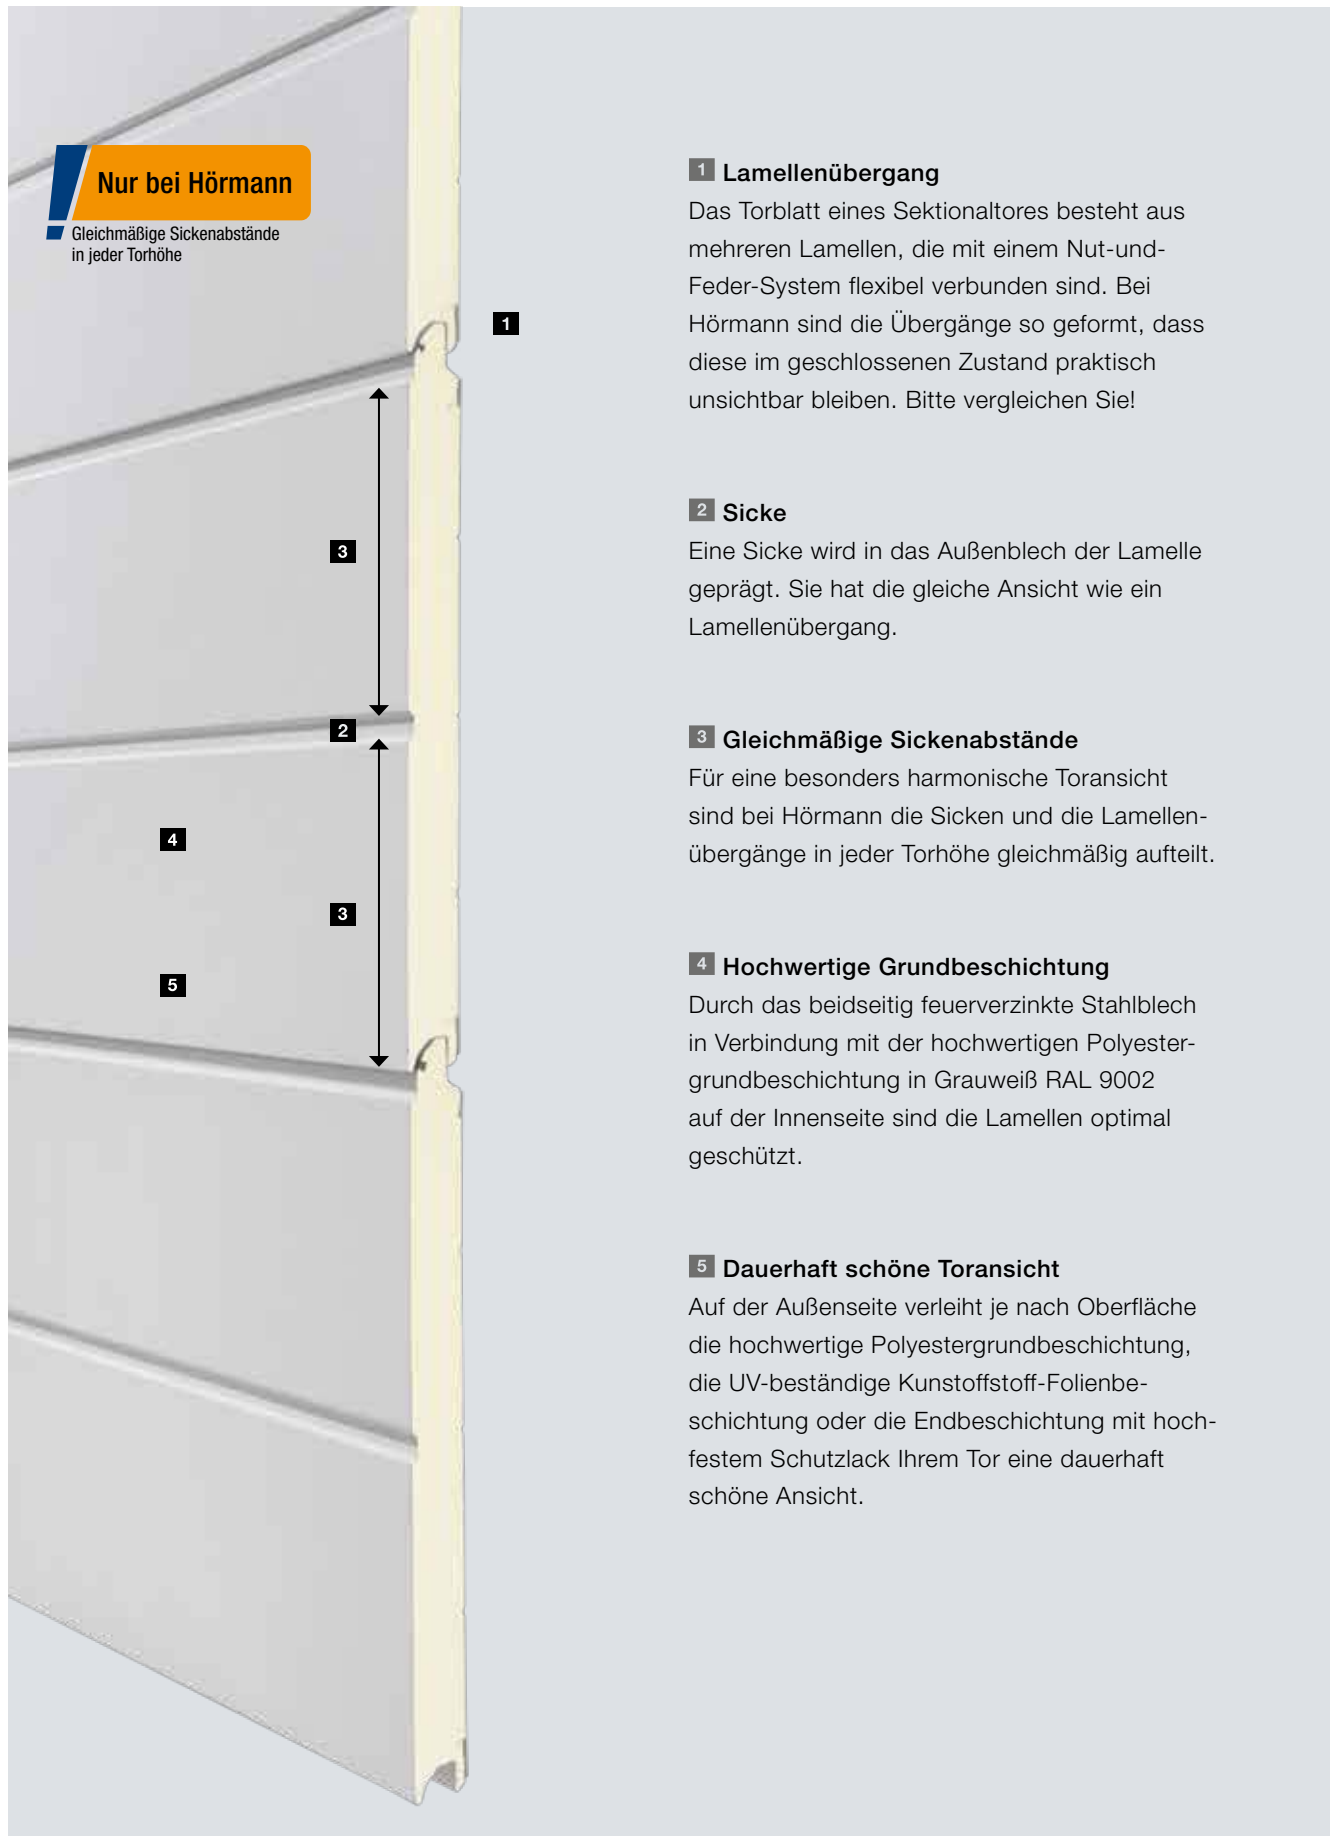 Nur bei Hörmann
Gleichmäßige Sickenabstände
in jeder Torhöhe
1
3
2
4
3
5
1 Lamellenübergang
Das Torblatt eines Sektionaltores besteht aus
mehreren Lamellen, die mit einem Nut-und-
Feder-System flexibel verbunden sind. Bei
Hörmann sind die Übergänge so geformt, dass
diese im geschlossenen Zustand praktisch
unsichtbar bleiben. Bitte vergleichen Sie!
2 Sicke
Eine Sicke wird in das Außenblech der Lamelle
geprägt. Sie hat die gleiche Ansicht wie ein
Lamellenübergang.
3 Gleichmäßige Sickenabstände
Für eine besonders harmonische Toransicht
sind bei Hörmann die Sicken und die Lamellen-
übergänge in jeder Torhöhe gleichmäßig aufteilt.
4 Hochwertige Grundbeschichtung
Durch das beidseitig feuerverzinkte Stahlblech
in Verbindung mit der hochwertigen Polyester-
grundbeschichtung in Grauweiß RAL 9002
auf der Innenseite sind die Lamellen optimal
geschützt.
5 Dauerhaft schöne Toransicht
Auf der Außenseite verleiht je nach Oberfläche
die hochwertige Polyestergrundbeschichtung,
die UV-beständige Kunstoffstoff-Folienbe-
schichtung oder die Endbeschichtung mit hoch-
festem Schutzlack Ihrem Tor eine dauerhaft
schöne Ansicht.